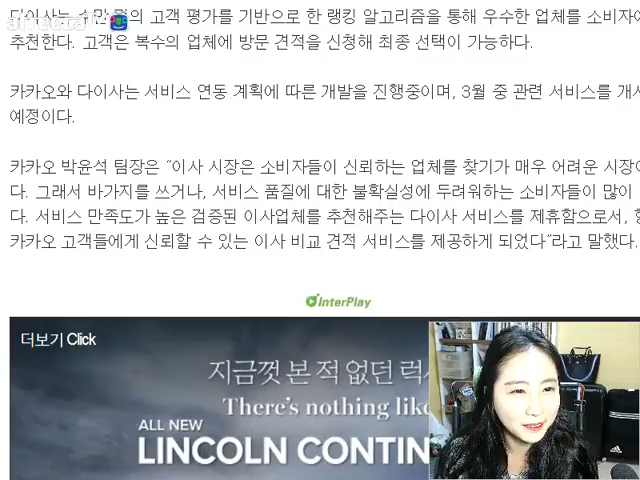 다이사는 수만 명의 고객 평가를 기반으로 한 랭킹 알고리즘을 통해 우수한 업체를 소비자에
추천한다. 고객은 복수의 업체에 방문 견적을 신청해 최종 선택이 가능하다.
카카오와 다이사는 서비스 연동 계획에 따른 개발을 진행중이며, 3월 중 관련 서비스를 개시
예정이다.
카카오 박윤석 팀장은 "이사 시장은 소비자들이 신뢰하는 업체를 찾기가 매우 어려운 시장이
다. 그래서 바가지를 쓰거나, 서비스 품질에 대한 불확실성에 두려워하는 소비자들이 많이
다. 서비스 만족도가 높은 검증된 이사업체를 추천해주는 다이사 서비스를 제휴함으로서,
카카오 고객들에게 신뢰할 수 있는 이사 비교 견적 서비스를 제공하게 되었다"라고 말했다.
InterPlay
더보기 Click
지금껏 본 적 없던 럭셔
There's nothing like
ALL NEW
LINCOLN CONTIN